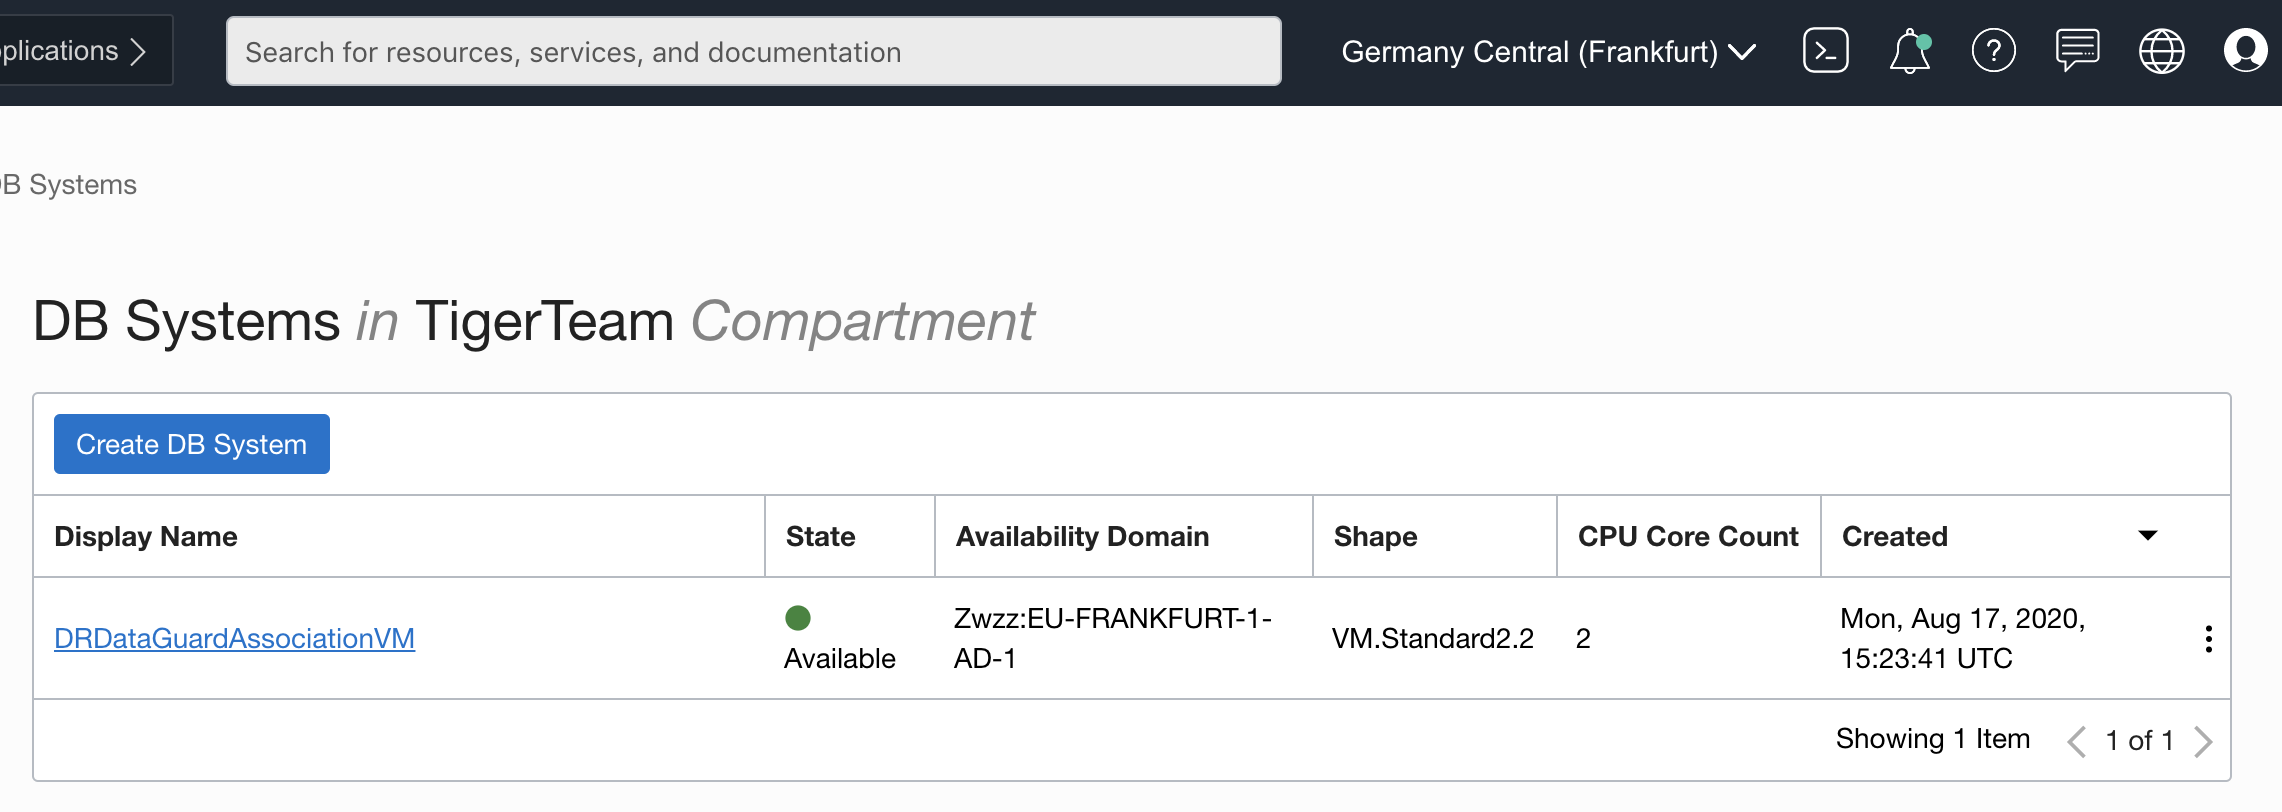 plications
Search for resources, services, and documentation
Germany Central (Frankfurt)
DB Systems
DB Systems in TigerTeam Compartment
Create DB System
Display Name State Availability Domain Shape CPU Core Count Created
DRDataGuardAssociationVM Available Zwzz:EU-FRANKFURT-1-AD-1 VM.Standard2.2 2 Mon, Aug 17, 2020, 15:23:41 UTC
Showing 1 Item 1 of 1